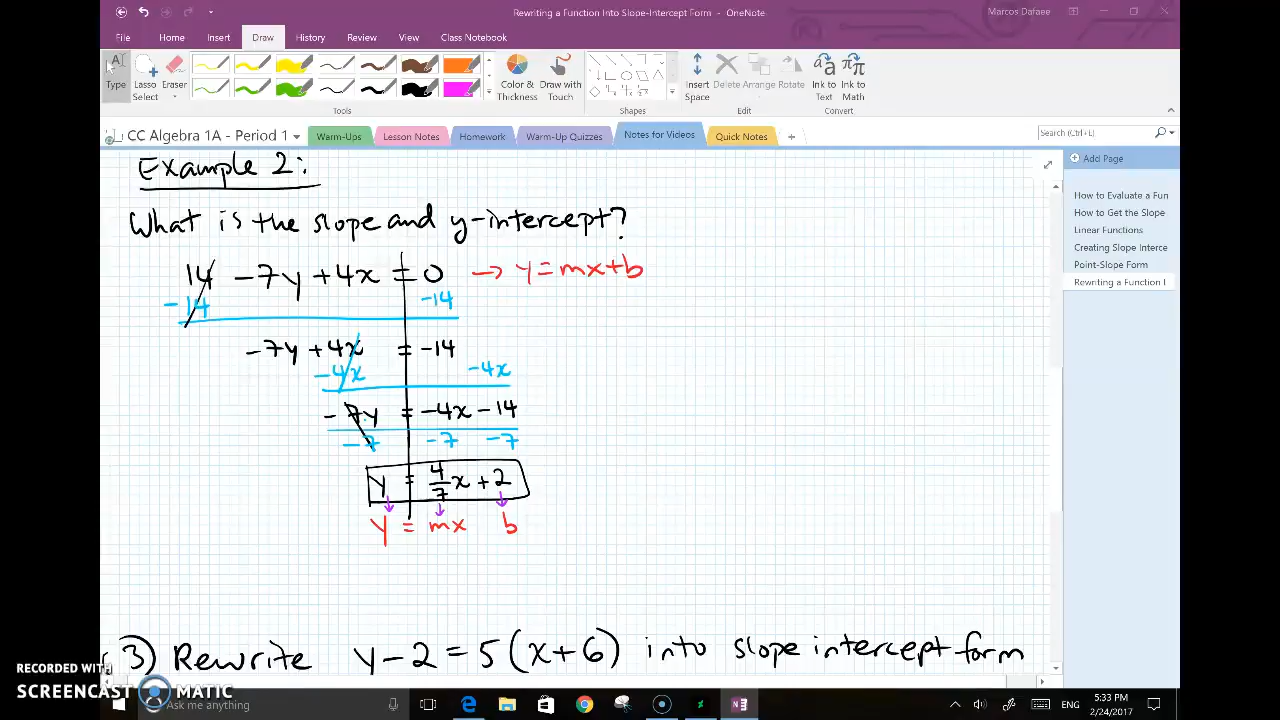 Rewriting a Function Into Slope-Intercept Form - OneNote
Marcos Dafaee
File Home Insert Draw History Review View Class Notebook
Type
Lasso Select
Eraser
Color & Thickness
Draw with Touch
Insert Space
Delete
Arrange
Rotate
Ink to Text
Ink to Math
Tools
Shapes
Edit
Convert
CC Algebra 1A - Period 1
Warm-Ups
Lesson Notes
Homework
Warm-Up Quizzes
Notes for Videos
Quick Notes
Search (Ctrl+L)
Add Page
How to Evaluate a Fun
How to Get the Slope
Linear Functions
Creating Slope Interce
Point-Slope Form
Rewriting a Function I
Example 2:
What is the slope and y-intercept?
14 - 7y + 4x = 0 → y = mx+b
-14 -14
-7y + 4x = -14
-4x -4x
-7y = -4x - 14
-7 -7 -7
y = 4/7 x + 2
y = mx b
3) Rewrite y - 2 = 5(x+6) into slope intercept form
RECORDED WITH
SCREENCAST MATIC
Ask me anything
ENG
5:33 PM
2/24/2017